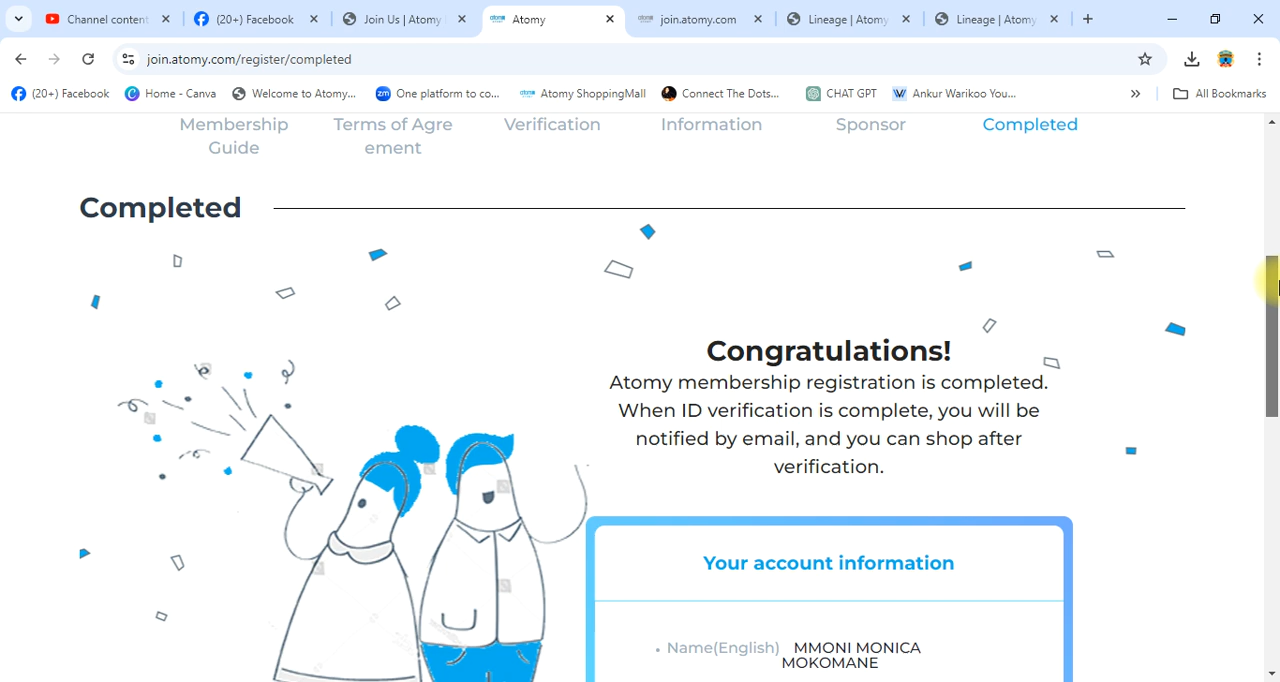 Channel content
(20+) Facebook
Join Us | Atomy
Atomy
join.atomy.com
Lineage | Atomy
Lineage | Atomy
join.atomy.com/register/completed
(20+) Facebook
Home - Canva
Welcome to Atomy...
One platform to co...
Atomy ShoppingMall
Connect The Dots...
CHAT GPT
Ankur Warikoo You...
All Bookmarks
Membership
Guide
Terms of Agre
ement
Verification
Information
Sponsor
Completed
Completed
Congratulations!
Atomy membership registration is completed.
When ID verification is complete, you will be
notified by email, and you can shop after
verification.
Your account information
Name(English) MMONI MONICA
MOKOMANE